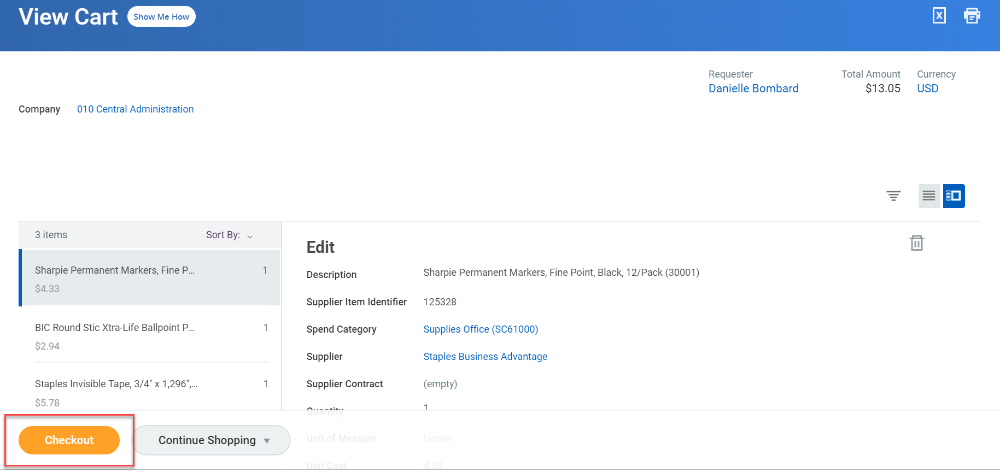 View Cart
Show Me How
X
Requester
Danielle Bombard
Total Amount
$13.05
Currency
USD
Company
010 Central Administration
3 items
Sort By:
Sharpie Permanent Markers, Fine P...
1
$4.33
BIC Round Stic Xtra-Life Ballpoint P...
1
$2.94
Staples Invisible Tape, 3/4" x 1,296",...
1
$5.78
Edit
Description
Sharpie Permanent Markers, Fine Point, Black, 12/Pack (30001)
Supplier Item Identifier
125328
Spend Category
Supplies Office (SC61000)
Supplier
Staples Business Advantage
Supplier Contract
(empty)
Quantity
1
Unit of Measure
Dozen
Unit Cost
4.33
Checkout
Continue Shopping